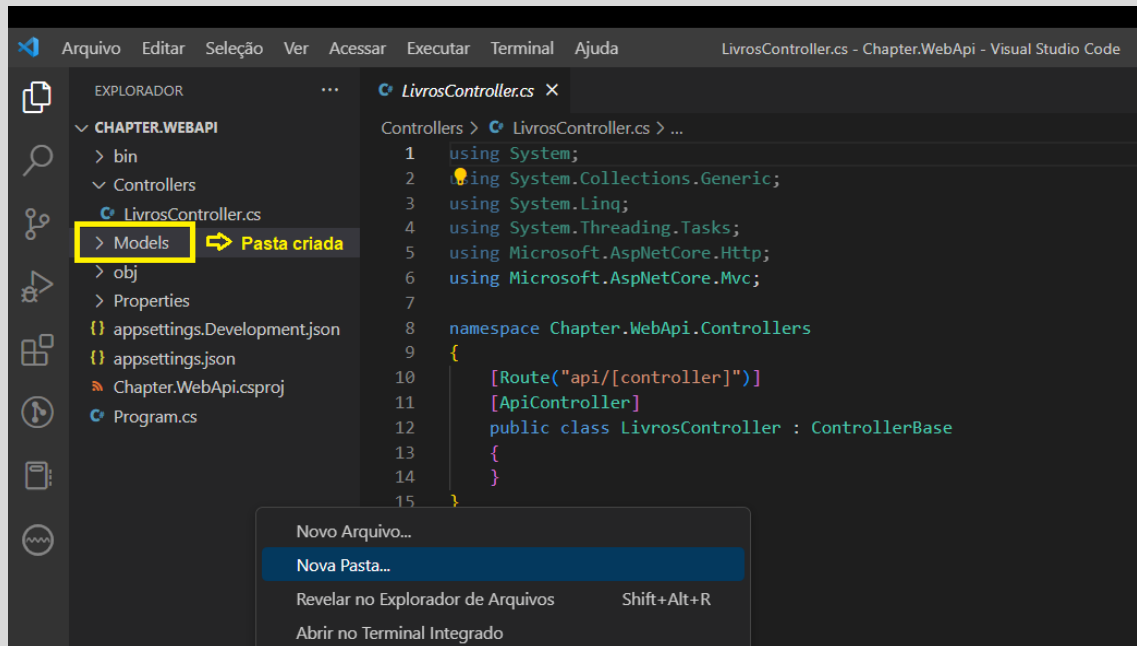 Arquivo Editar Seleção Ver Acessar Executar Terminal Ajuda LivrosController.cs - Chapter.WebApi - Visual Studio Code
EXPLORADOR ...
CHAPTER.WEBAPI
> bin
Controllers
LivrosController.cs
> Models Pasta criada
> obj
> Properties
{} appsettings.Development.json
{} appsettings.json
Chapter.WebApi.csproj
C# Program.cs
C# LivrosController.cs ×
Controllers > C# LivrosController.cs > ...
1 using System;
2 using System.Collections.Generic;
3 using System.Linq;
4 using System.Threading.Tasks;
5 using Microsoft.AspNetCore.Http;
6 using Microsoft.AspNetCore.Mvc;
7
8 namespace Chapter.WebApi.Controllers
9 {
10 [Route("api/[controller]")]
11 [ApiController]
12 public class LivrosController : ControllerBase
13 {
14 }
15 }
Novo Arquivo...
Nova Pasta...
Revelar no Explorador de Arquivos Shift+Alt+R
Abrir no Terminal Integrado